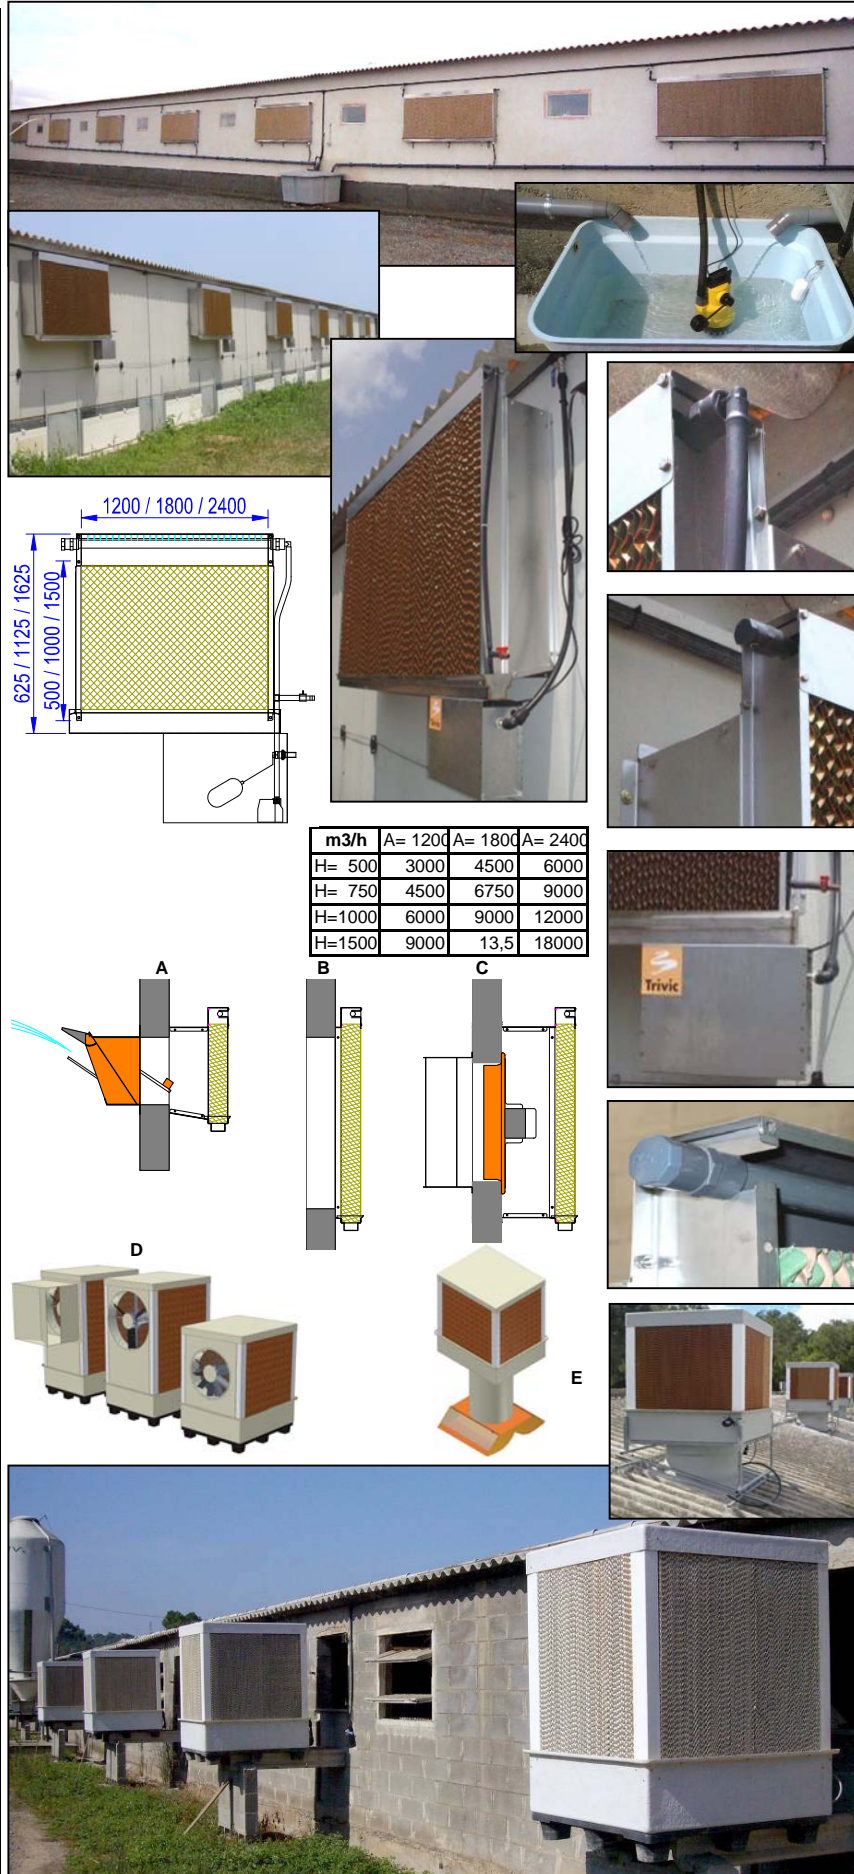 1200 / 1800 / 2400
625 / 1125 / 1625
500 / 1000 / 1500
Trivic
m3/h A= 1200 A= 1800 A= 2400
H= 500 3000 4500 6000
H= 750 4500 6750 9000
H=1000 6000 9000 12000
H=1500 9000 13,5 18000
A
B
C
Trivic
D
E